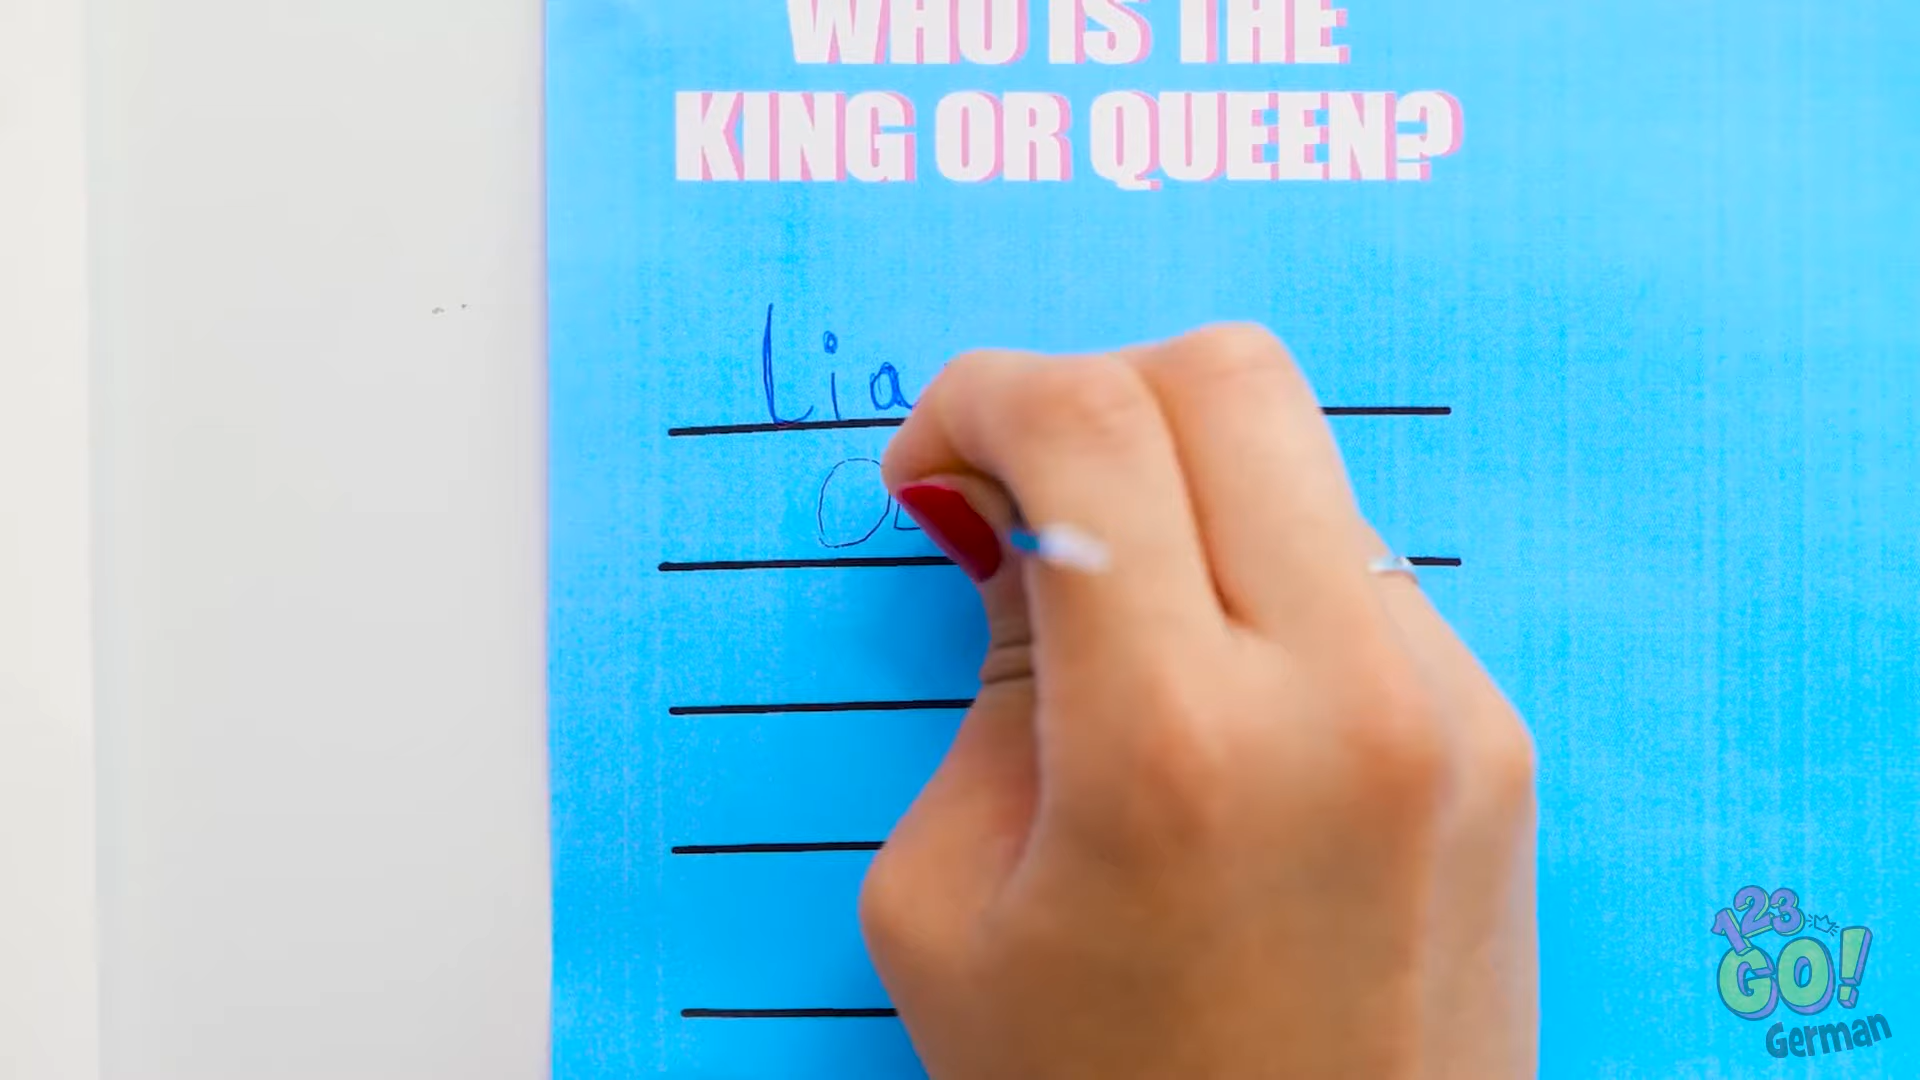 WHO IS THE
KING OR QUEEN?
Lia
123
GO!
German